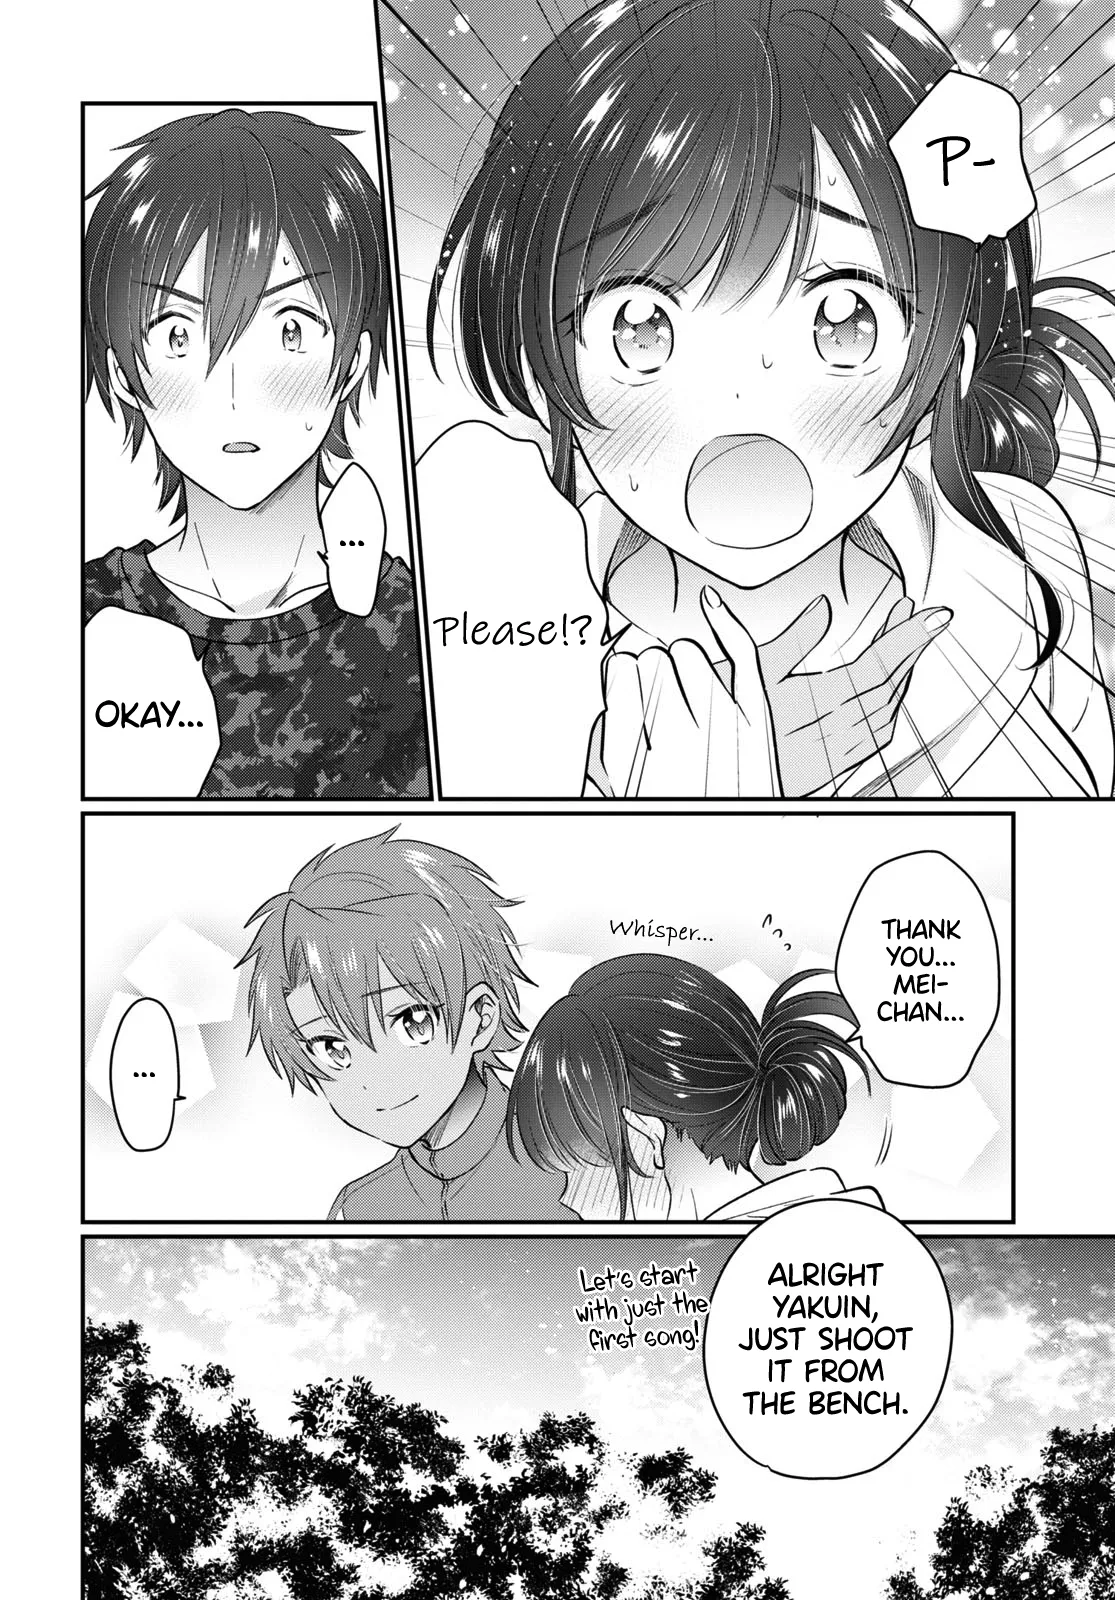 P-
Please!?
...
OKAY...
THANK
YOU...
MEI-
CHAN...
Whisper...
...
ALRIGHT
YAKUIN,
JUST SHOOT
IT FROM
THE BENCH.
Let's start
with just the
first song!